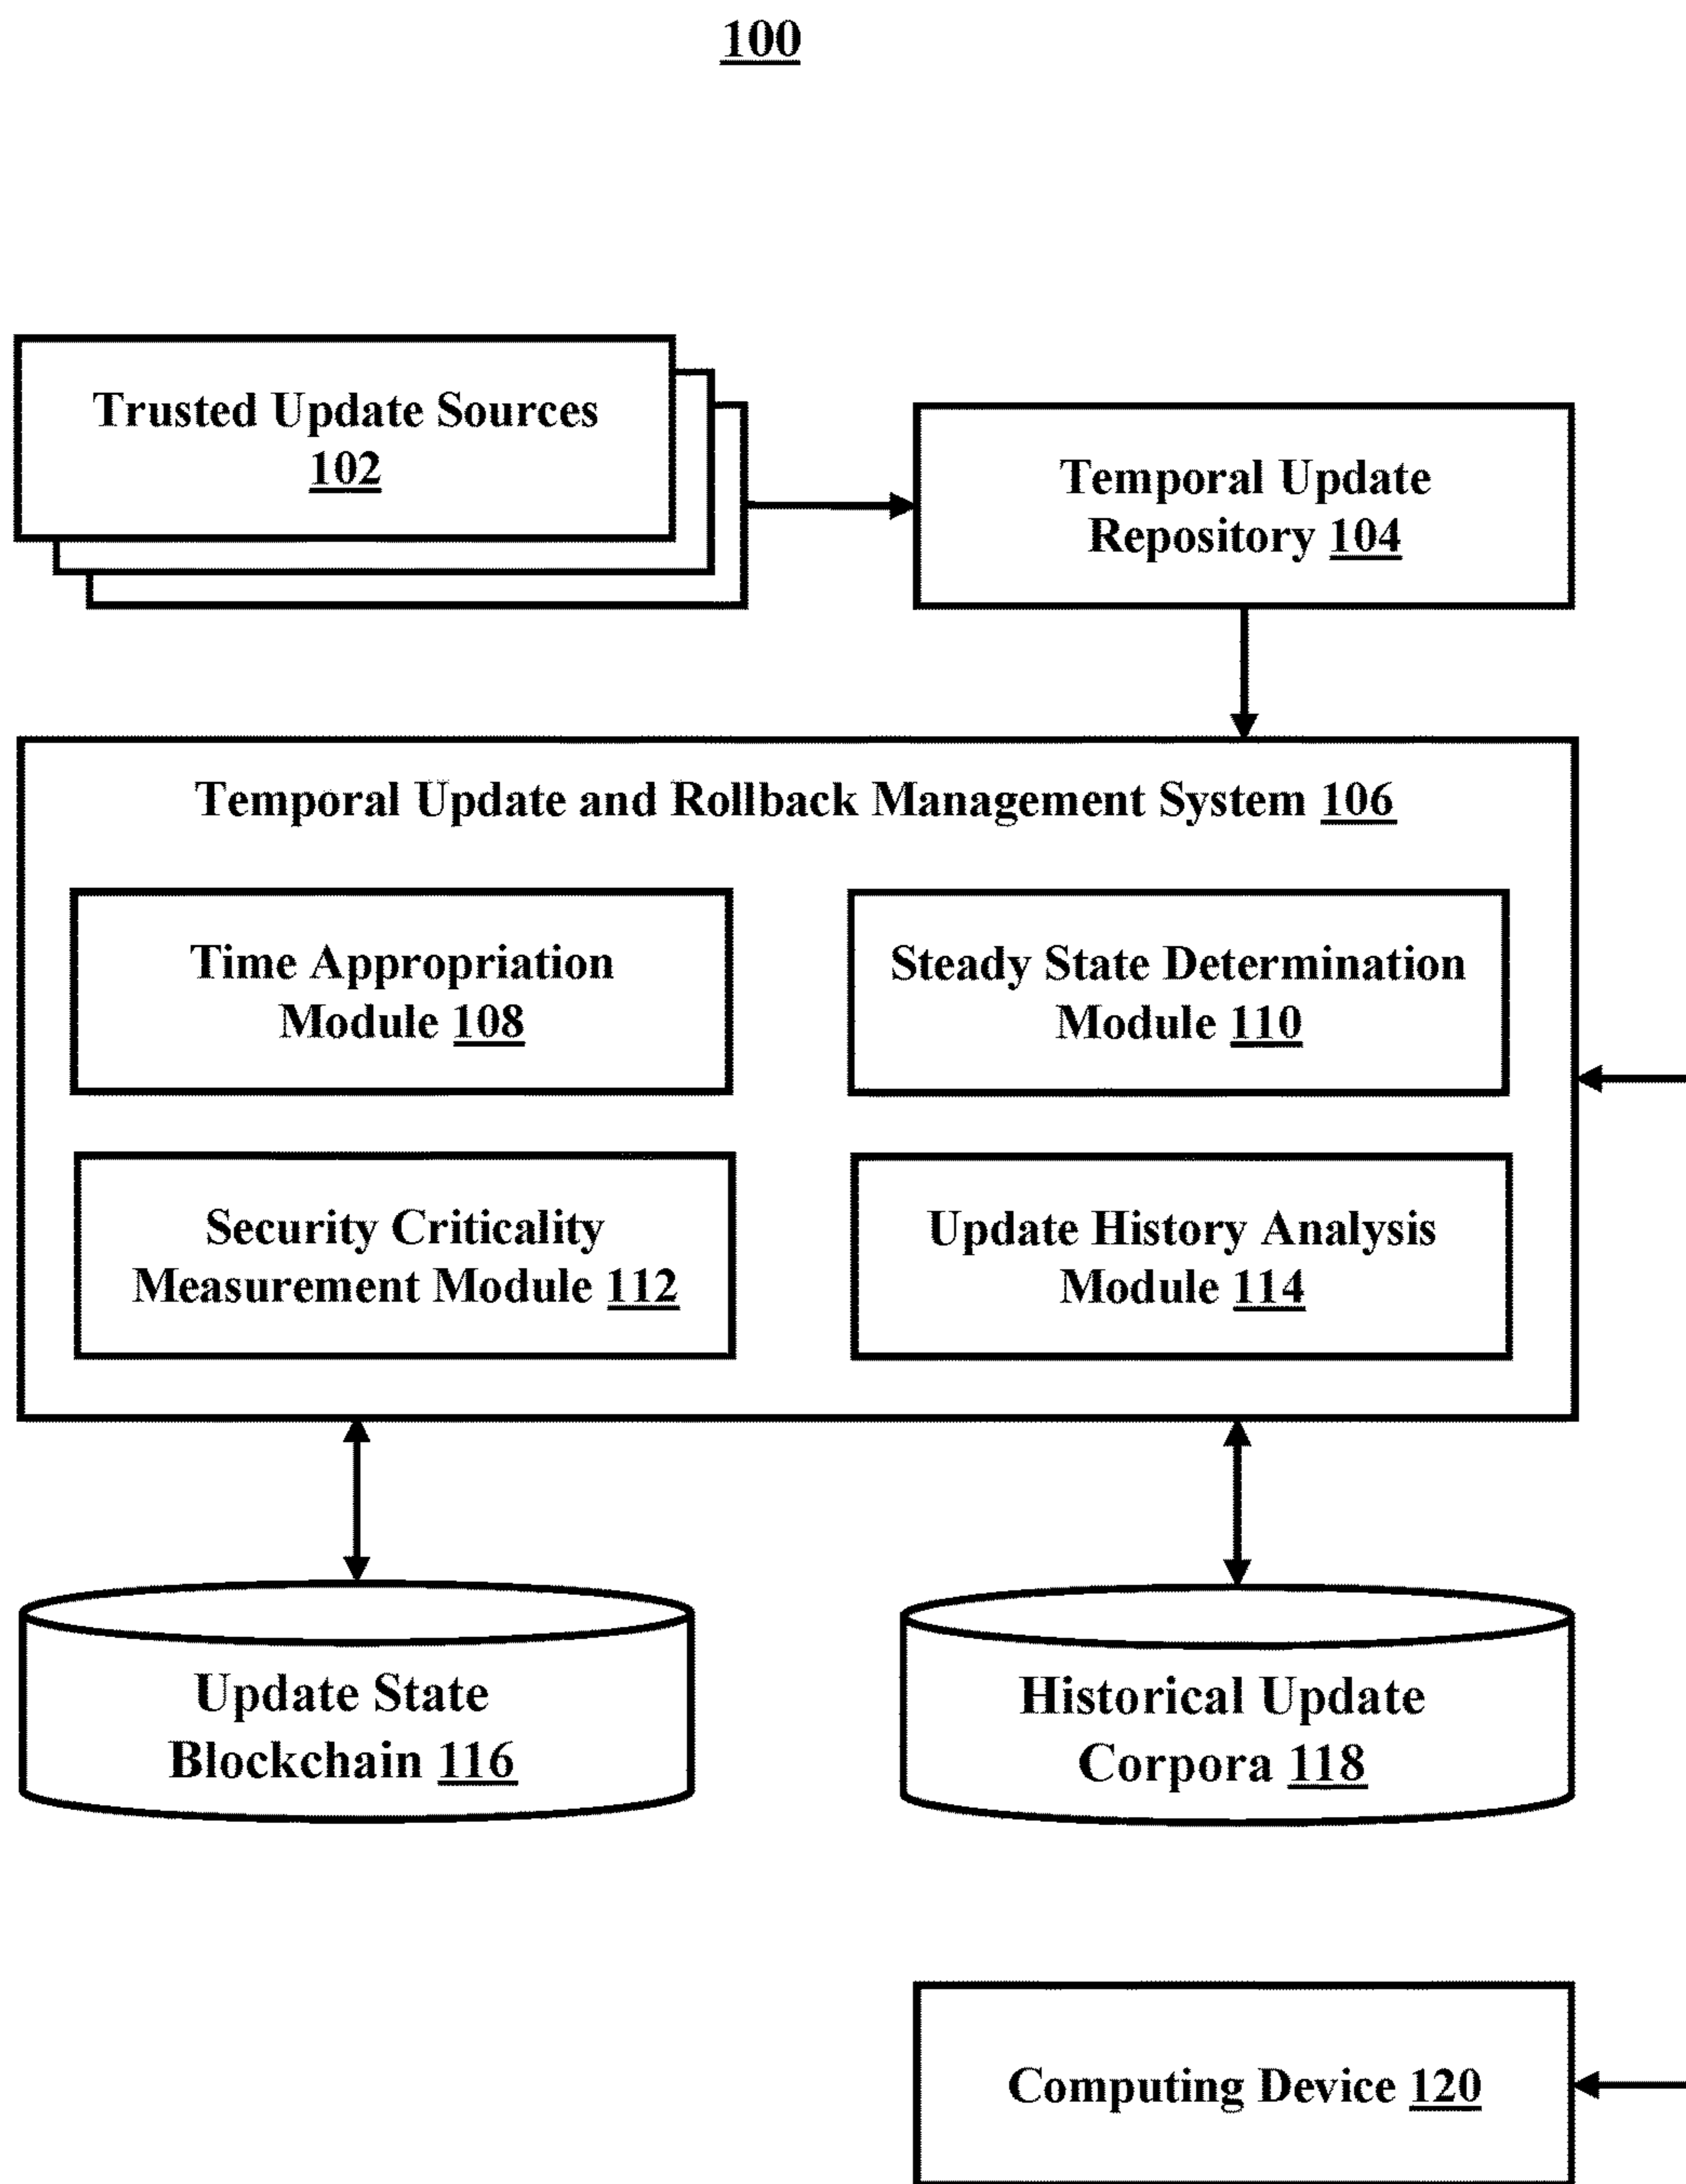 100
Trusted Update Sources
102
Temporal Update
Repository 104
Temporal Update and Rollback Management System 106
Time Appropriation
Module 108
Steady State Determination
Module 110
Security Criticality
Measurement Module 112
Update History Analysis
Module 114
Update State
Blockchain 116
Historical Update
Corpora 118
Computing Device 120